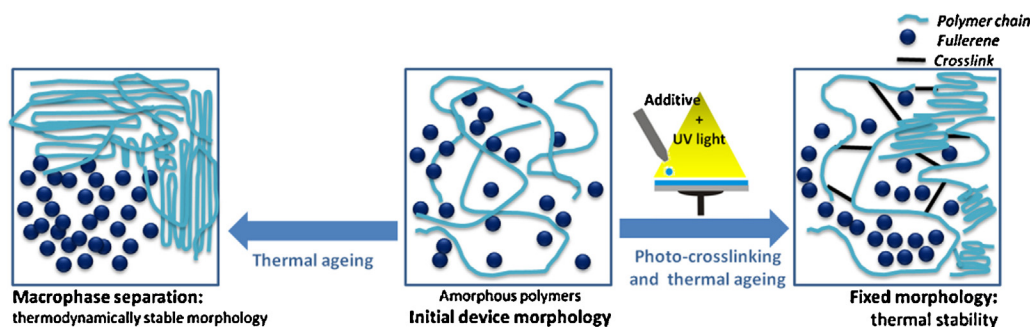 Polymer chain
Fullerene
Crosslink
Additive
+
UV light
Thermal ageing
Photo-crosslinking
and thermal ageing
Macrophase separation:
thermodynamically stable morphology
Amorphous polymers
Initial device morphology
Fixed morphology:
thermal stability